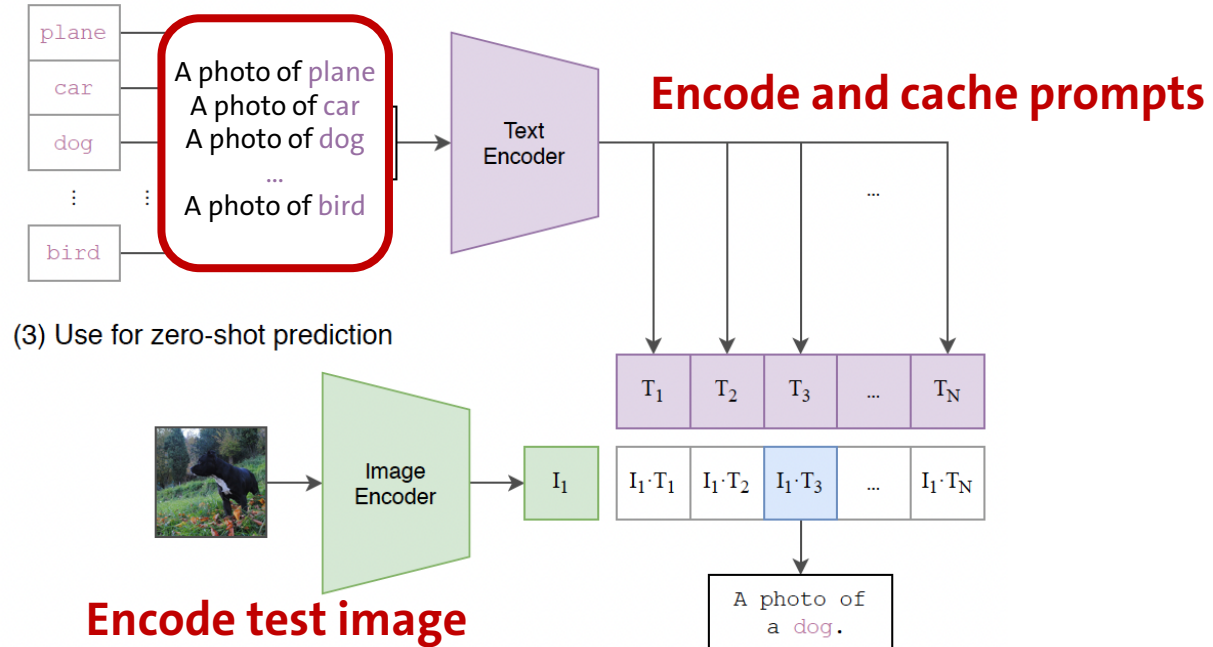 plane
car
dog
⋮
⋮
bird
A photo of plane
A photo of car
A photo of dog
...
A photo of bird
Text
Encoder
Encode and cache prompts
...
(3) Use for zero-shot prediction
T₁ T₂ T₃ ... T_N
Image
Encoder
I₁
I₁·T₁ I₁·T₂ I₁·T₃ ... I₁·T_N
A photo of
a dog.
Encode test image